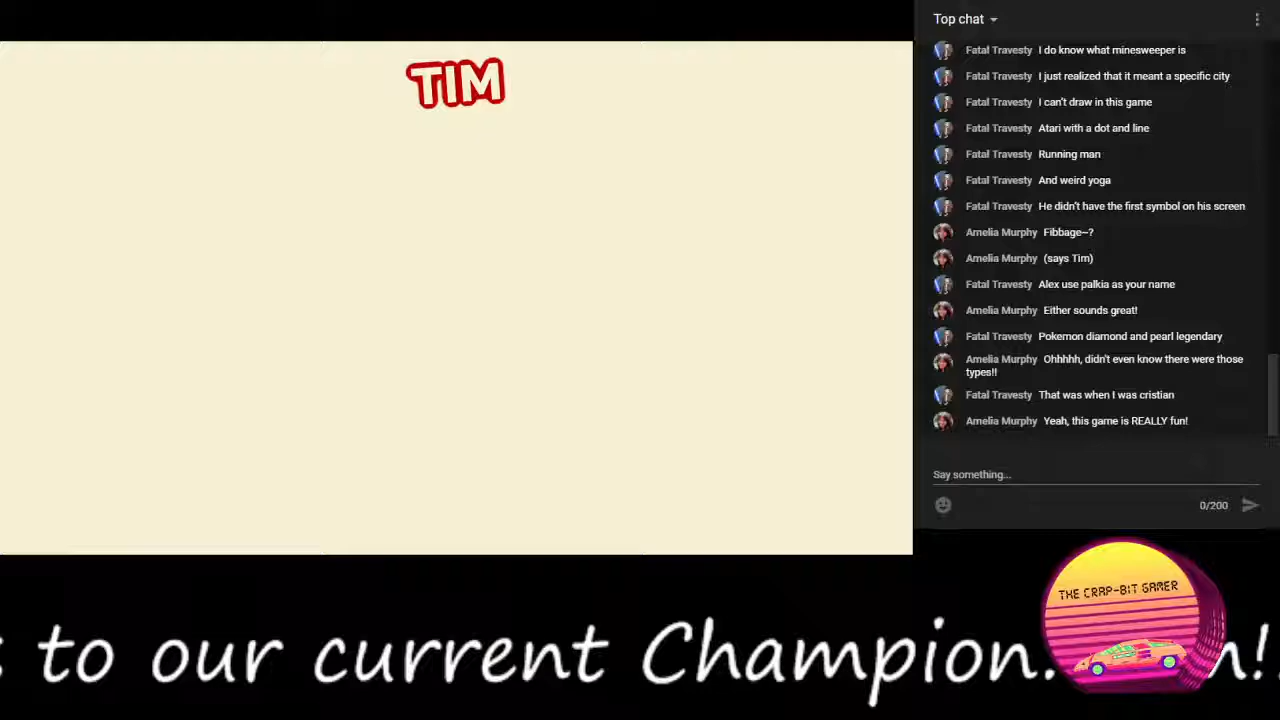 TIM
Top chat
Fatal Travesty I do know what minesweeper is
Fatal Travesty I just realized that it meant a specific city
Fatal Travesty I can't draw in this game
Fatal Travesty Atari with a dot and line
Fatal Travesty Running man
Fatal Travesty And weird yoga
Fatal Travesty He didn't have the first symbol on his screen
Amelia Murphy Fibbage~?
Amelia Murphy (says Tim)
Fatal Travesty Alex use palkia as your name
Amelia Murphy Either sounds great!
Fatal Travesty Pokemon diamond and pearl legendary
Amelia Murphy Ohhhhh, didn't even know there were those
types!!
Fatal Travesty That was when I was cristian
Amelia Murphy Yeah, this game is REALLY fun!
Say something...
0/200
THE CRAP-BIT GAMER
to our current Champion.